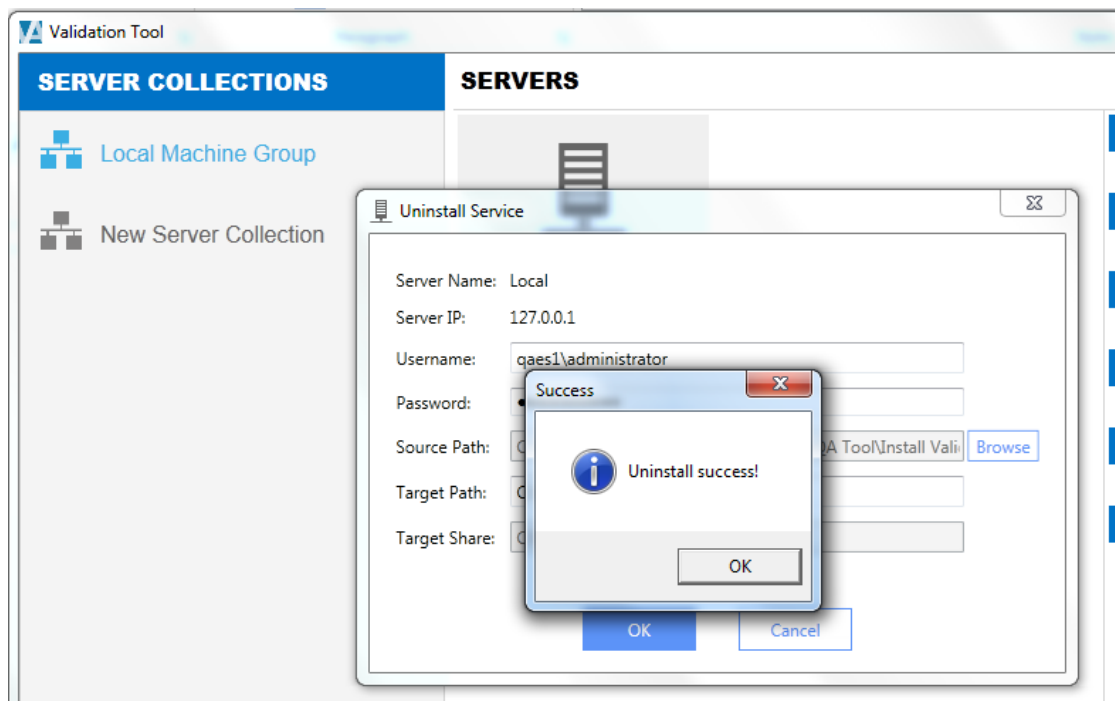 Validation Tool
SERVER COLLECTIONS
SERVERS
Local Machine Group
New Server Collection
Uninstall Service
Server Name: Local
Server IP: 127.0.0.1
Username: qaes1\administrator
Success
Password:
Source Path: Tool\Install Browse
Uninstall success!
Target Path:
Target Share:
OK
OK Cancel